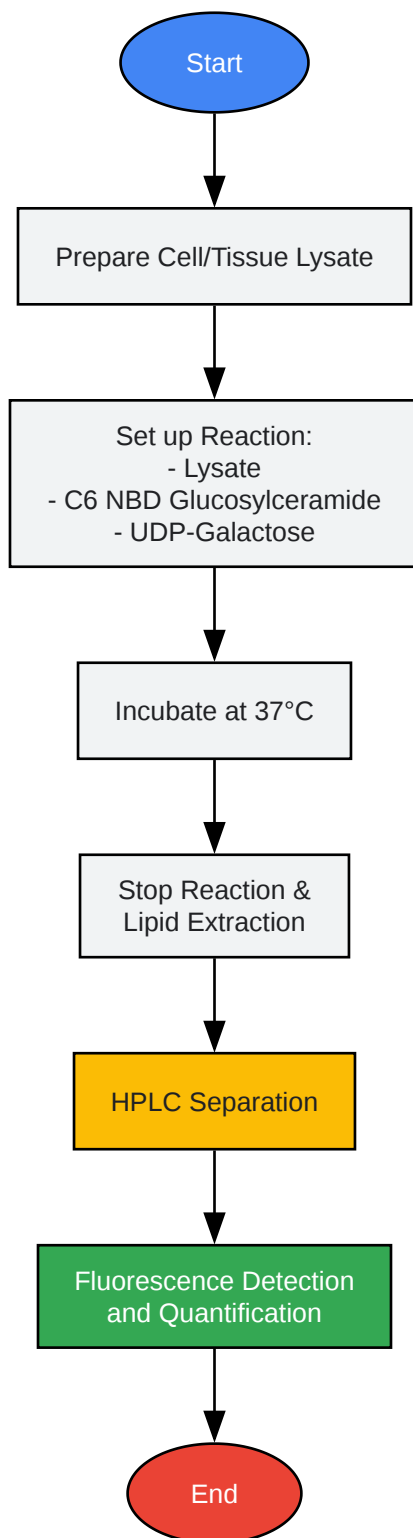 Start
Prepare Cell/Tissue Lysate
Set up Reaction:
- Lysate
- C6 NBD Glucosylceramide
- UDP-Galactose
Incubate at 37°C
Stop Reaction &
Lipid Extraction
HPLC Separation
Fluorescence Detection
and Quantification
End